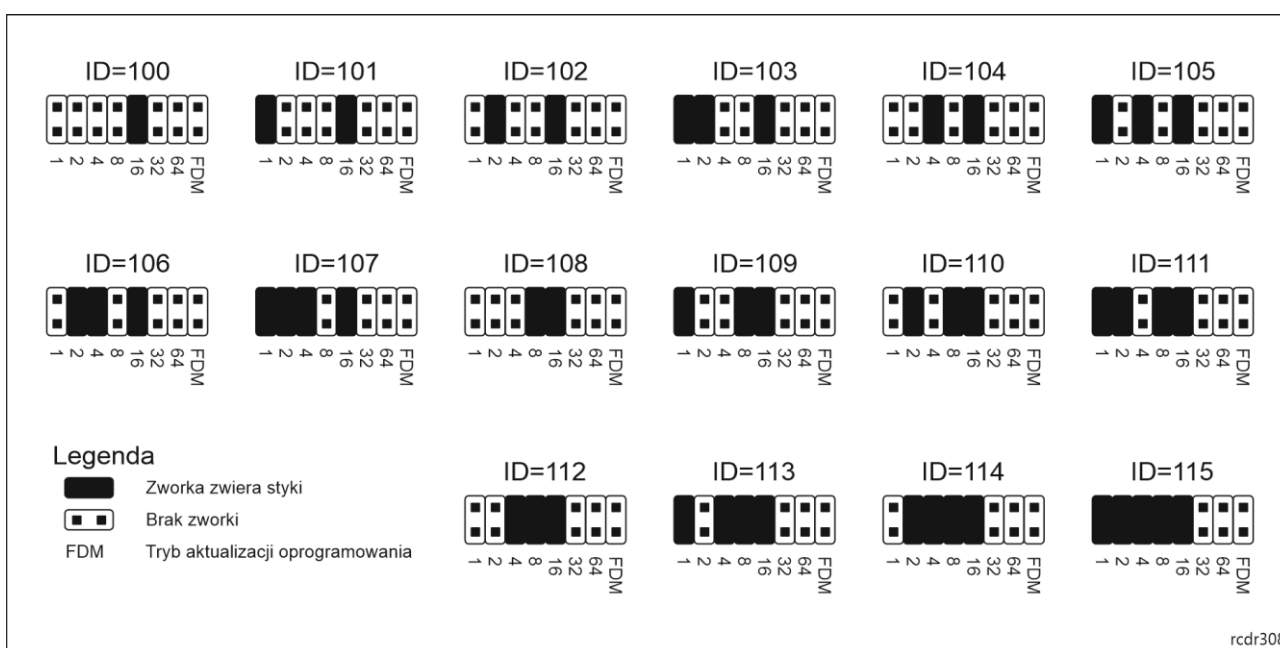 ID=100 ID=101 ID=102 ID=103 ID=104 ID=105
1 2 4 8 16 32 64 FDM 1 2 4 8 16 32 64 FDM 1 2 4 8 16 32 64 FDM 1 2 4 8 16 32 64 FDM 1 2 4 8 16 32 64 FDM 1 2 4 8 16 32 64 FDM
ID=106 ID=107 ID=108 ID=109 ID=110 ID=111
1 2 4 8 16 32 64 FDM 1 2 4 8 16 32 64 FDM 1 2 4 8 16 32 64 FDM 1 2 4 8 16 32 64 FDM 1 2 4 8 16 32 64 FDM 1 2 4 8 16 32 64 FDM
Legenda
Zworka zwiera styki
Brak zworki
FDM Tryb aktualizacji oprogramowania
ID=112 ID=113 ID=114 ID=115
1 2 4 8 16 32 64 FDM 1 2 4 8 16 32 64 FDM 1 2 4 8 16 32 64 FDM 1 2 4 8 16 32 64 FDM
rcdr308